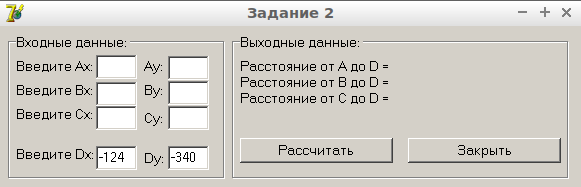 Задание 2
Входные данные:
Введите Ax: Ay:
Введите Bx: By:
Введите Cx: Cy:
Введите Dx: -124 Dy: -340
Выходные данные:
Расстояние от A до D =
Расстояние от B до D =
Расстояние от C до D =
Рассчитать Закрыть